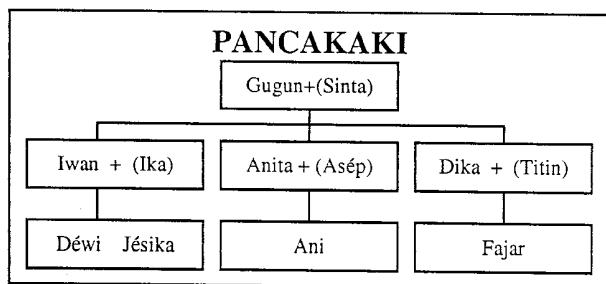 PANCAKAKI
Gugun+(Sinta)
Iwan + (Ika) Anita + (Asép) Dika + (Titin)
Déwi Jésika Ani Fajar